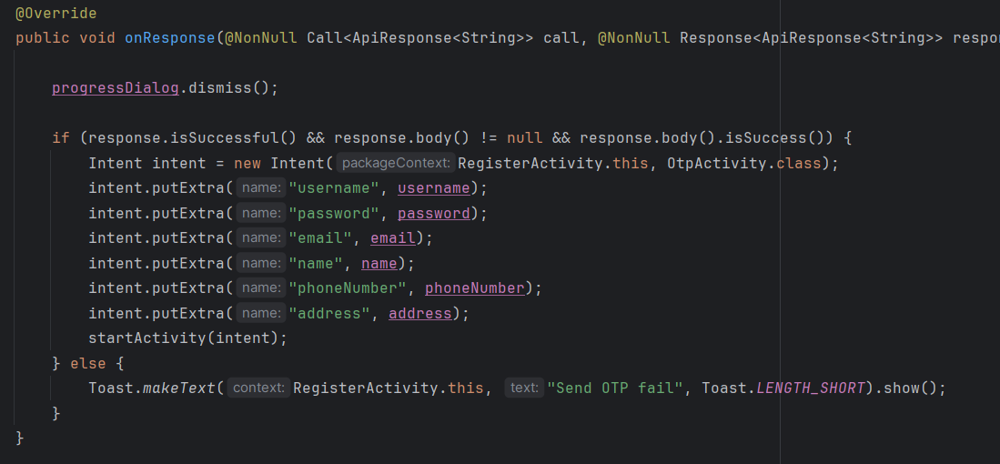 @Override
public void onResponse(@NonNull Call<ApiResponse<String>> call, @NonNull Response<ApiResponse<String>> respon
progressDialog.dismiss();
if (response.isSuccessful() && response.body() != null && response.body().isSuccess()) {
Intent intent = new Intent( packageContext: RegisterActivity.this, OtpActivity.class);
intent.putExtra( name: "username", username);
intent.putExtra( name: "password", password);
intent.putExtra( name: "email", email);
intent.putExtra( name: "name", name);
intent.putExtra( name: "phoneNumber", phoneNumber);
intent.putExtra( name: "address", address);
startActivity(intent);
} else {
Toast.makeText( context: RegisterActivity.this, text: "Send OTP fail", Toast.LENGTH_SHORT).show();
}
}